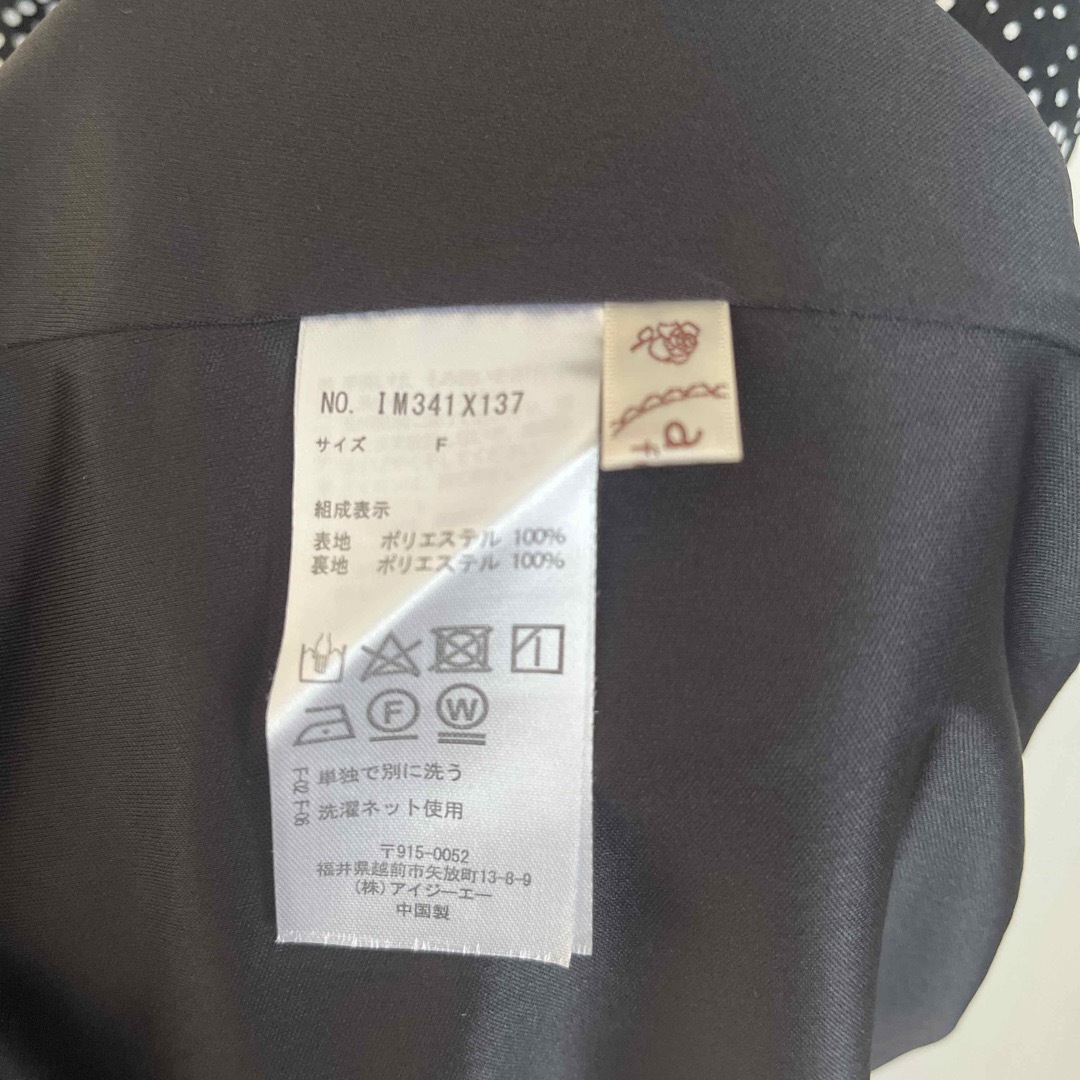 NO. IM341X137
サイズ F
組成表示
表地 ポリエステル 100%
裏地 ポリエステル 100%
F W
単独で別に洗う
洗濯ネット使用
〒915-0052
福井県越前市矢放町13-8-9
(株)アイジーエー
中国製